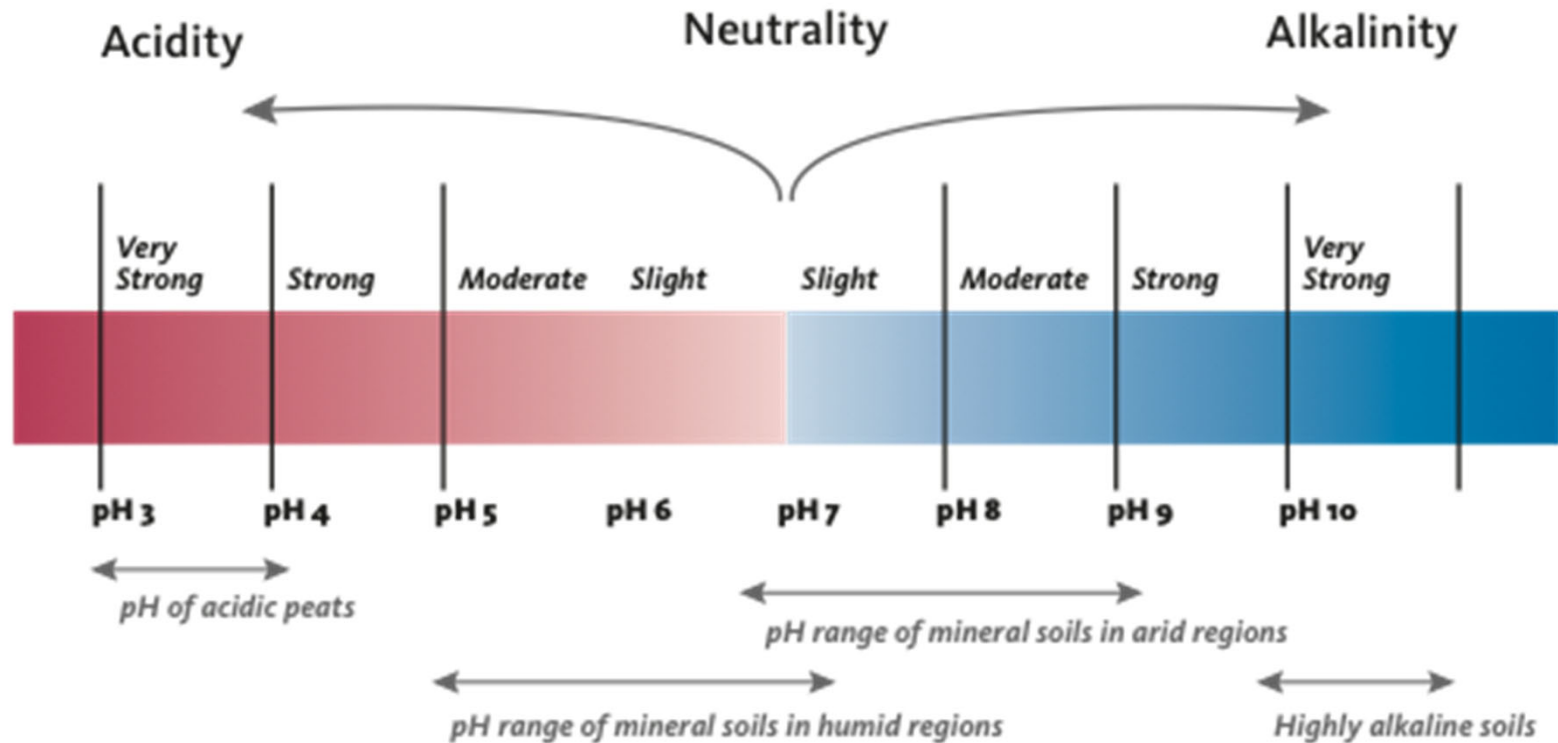 Acidity
Neutrality
Alkalinity
Very
Strong
Strong
Moderate
Slight
Slight
Moderate
Strong
Very
Strong
pH 3
pH 4
pH 5
pH 6
pH 7
pH 8
pH 9
pH 10
pH of acidic peats
pH range of mineral soils in arid regions
pH range of mineral soils in humid regions
Highly alkaline soils